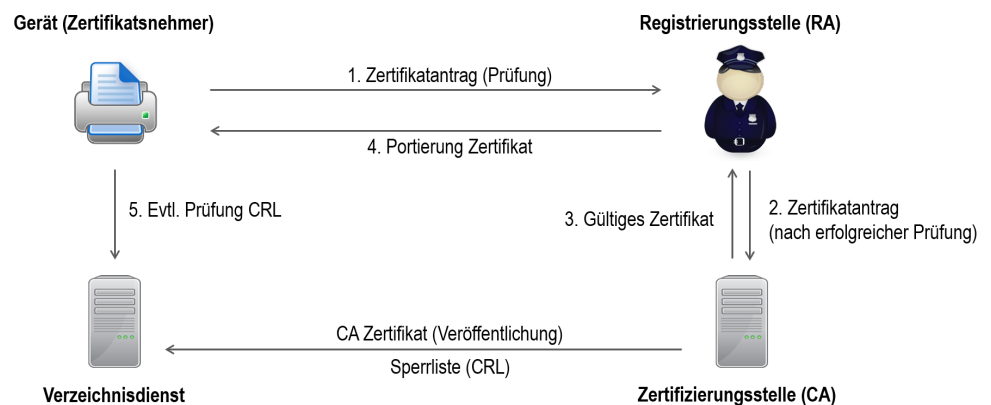 Gerät (Zertifikatsnehmer)
Registrierungsstelle (RA)
1. Zertifikatantrag (Prüfung)
4. Portierung Zertifikat
5. Evtl. Prüfung CRL
3. Gültiges Zertifikat
2. Zertifikatantrag
(nach erfolgreicher Prüfung)
CA Zertifikat (Veröffentlichung)
Sperrliste (CRL)
Verzeichnisdienst
Zertifizierungsstelle (CA)